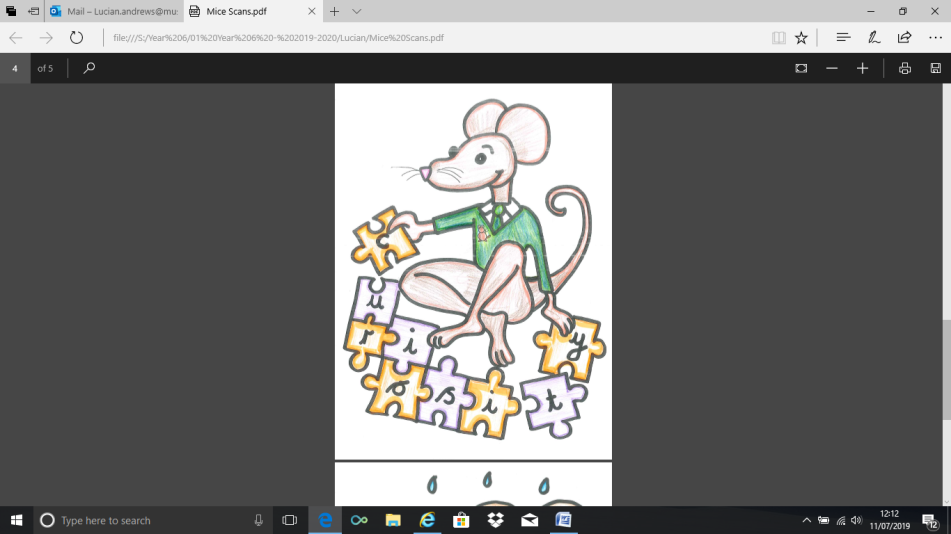 Mail – Lucian.andrews@mu:
Mice Scans.pdf
file:///S:/Year%206/01%20Year%206%20-%202019-2020/Lucian/Mice%20Scans.pdf
4 of 5
c
u
r i
o s i t y
Type here to search
12:12
11/07/2019
12